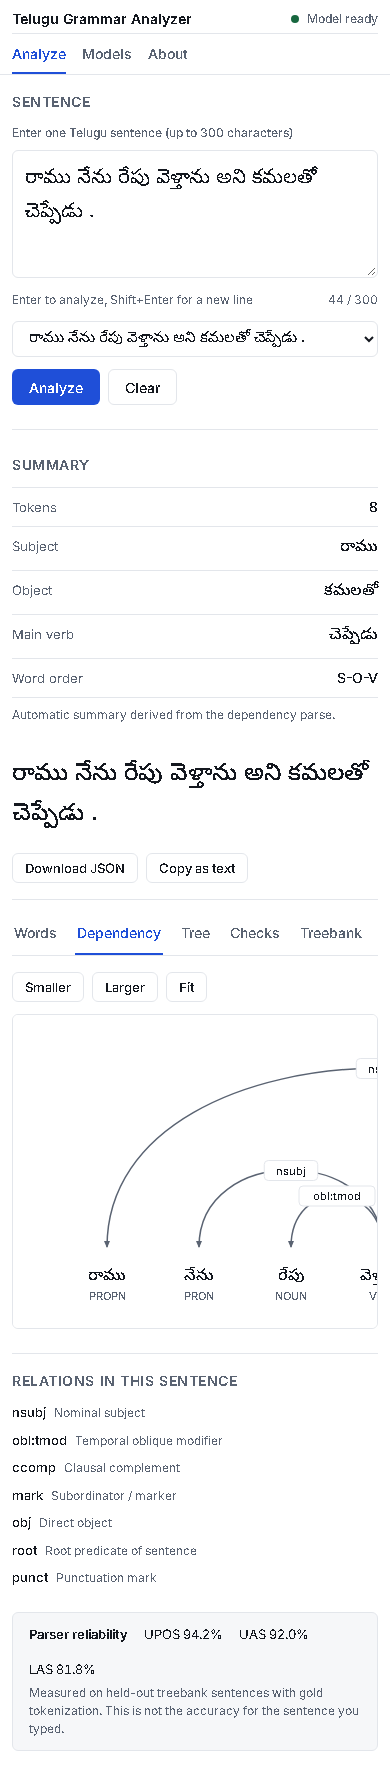 Telugu Grammar Analyzer
Model ready
Analyze Models About
SENTENCE
Enter one Telugu sentence (up to 300 characters)
రాము నేను రేపు వెళ్తాను అని కమలతో
చెప్పేడు .
Enter to analyze, Shift+Enter for a new line 44 / 300
రాము నేను రేపు వెళ్తాను అని కమలతో చెప్పేడు .
Analyze Clear
SUMMARY
Tokens 8
Subject రాము
Object కమలతో
Main verb చెప్పేడు
Word order S-O-V
Automatic summary derived from the dependency parse.
రాము నేను రేపు వెళ్తాను అని కమలతో
చెప్పేడు .
Download JSON Copy as text
Words Dependency Tree Checks Treebank
Smaller Larger Fit
nsubj
obl:tmod
రాము నేను రేపు
PROPN PRON NOUN
RELATIONS IN THIS SENTENCE
nsubj Nominal subject
obl:tmod Temporal oblique modifier
ccomp Clausal complement
mark Subordinator / marker
obj Direct object
root Root predicate of sentence
punct Punctuation mark
Parser reliability UPOS 94.2% UAS 92.0%
LAS 81.8%
Measured on held-out treebank sentences with gold
tokenization. This is not the accuracy for the sentence you
typed.